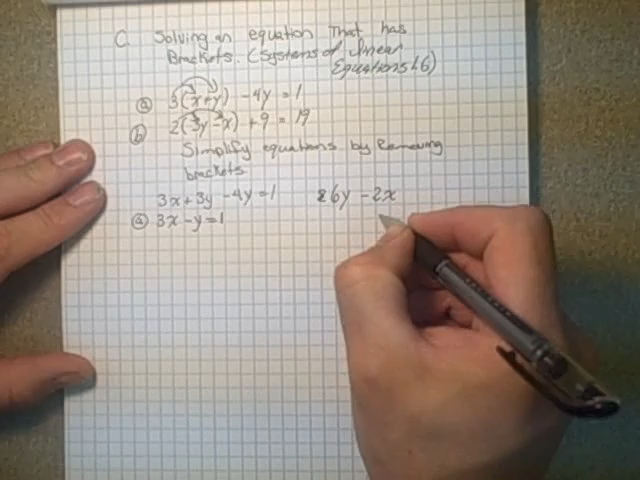 C. Solving an equation That has
Brackets. (Systems of linear
Equations L6)
ⓐ 3(x+y) -4y = 1
ⓑ 2(3y-x) +9 = 19
Simplify equations by Removing
brackets
3x+3y -4y=1 26y -2x
ⓐ 3x -y=1